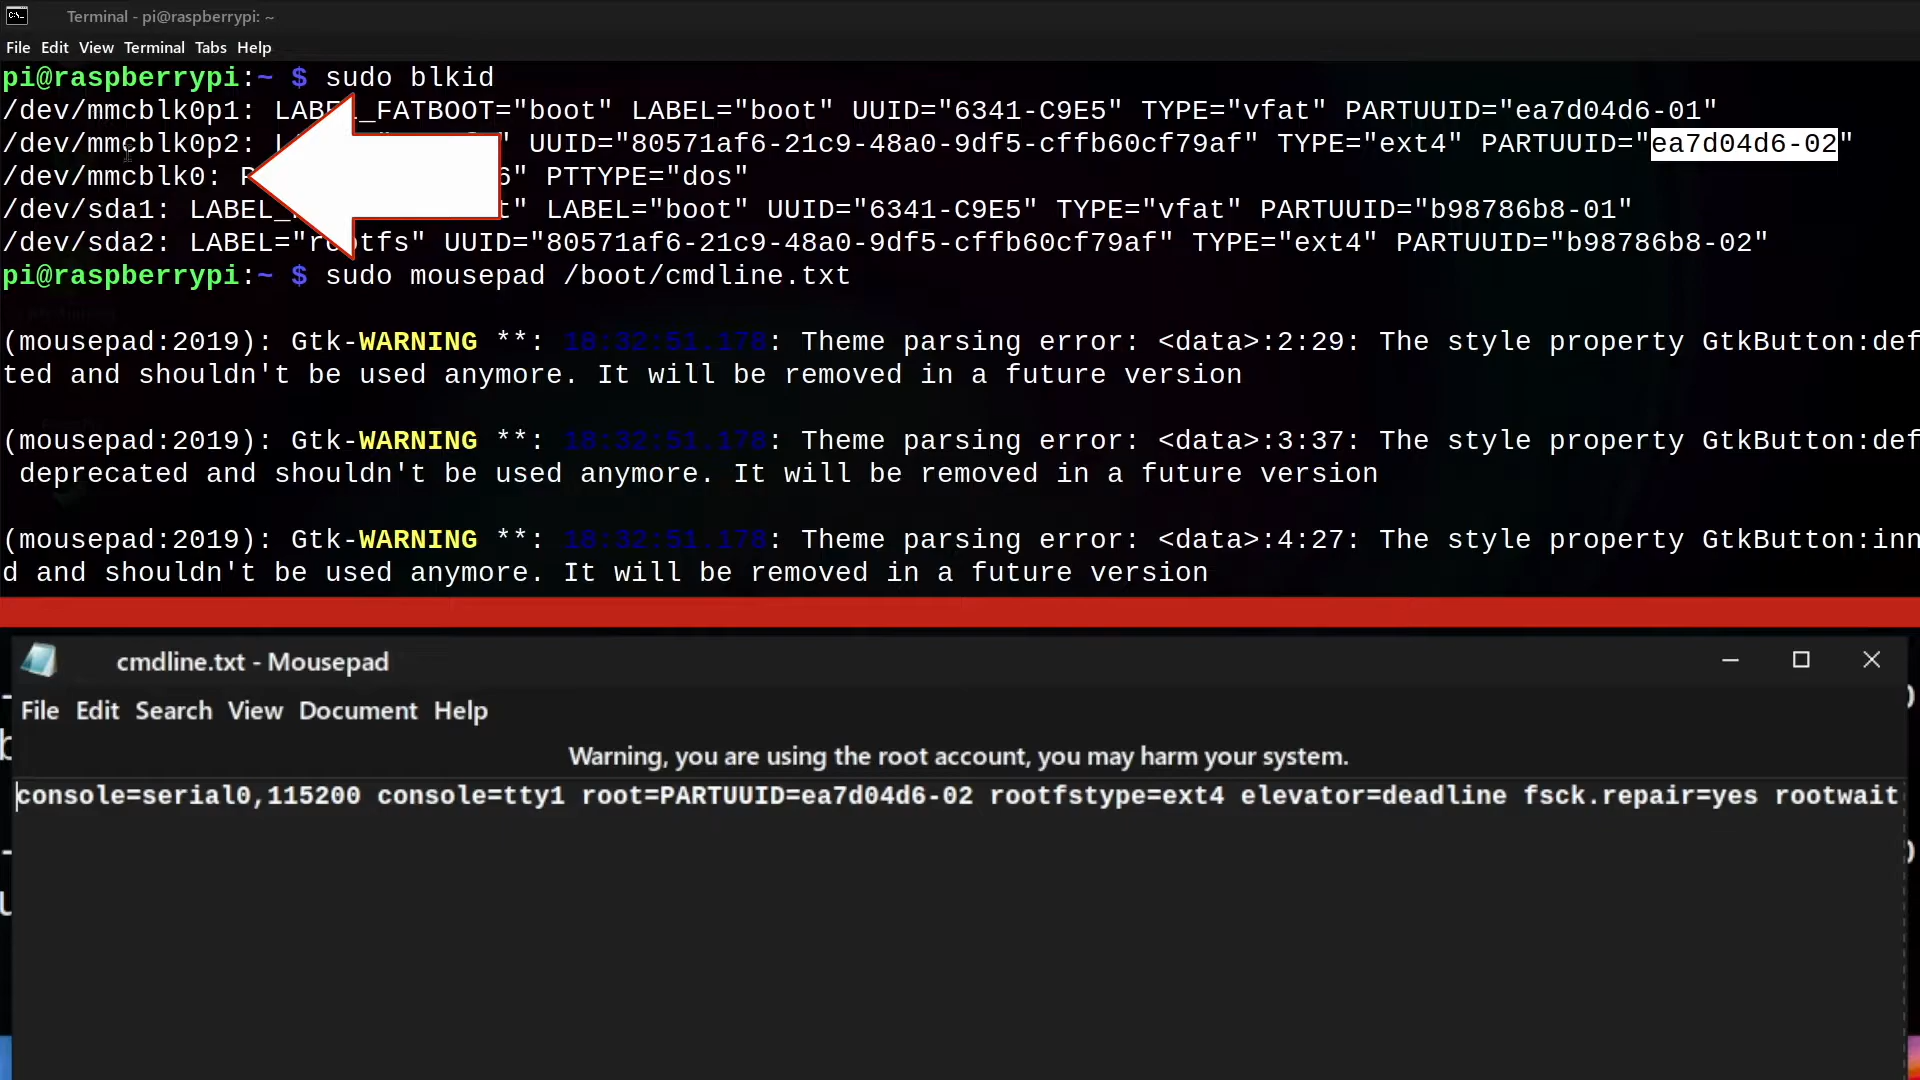 Terminal - pi@raspberrypi: ~
File Edit View Terminal Tabs Help
pi@raspberrypi:~ $ sudo blkid
/dev/mmcblk0p1: LABEL_FATBOOT="boot" LABEL="boot" UUID="6341-C9E5" TYPE="vfat" PARTUUID="ea7d04d6-01"
/dev/mmcblk0p2: UUID="80571af6-21c9-48a0-9df5-cffb60cf79af" TYPE="ext4" PARTUUID="ea7d04d6-02"
/dev/mmcblk0: PTTYPE="dos"
/dev/sda1: LABEL="boot" UUID="6341-C9E5" TYPE="vfat" PARTUUID="b98786b8-01"
/dev/sda2: LABEL="rootfs" UUID="80571af6-21c9-48a0-9df5-cffb60cf79af" TYPE="ext4" PARTUUID="b98786b8-02"
pi@raspberrypi:~ $ sudo mousepad /boot/cmdline.txt
(mousepad:2019): Gtk-WARNING **: 18:32:51.178: Theme parsing error: <data>:2:29: The style property GtkButton:def
ted and shouldn't be used anymore. It will be removed in a future version
(mousepad:2019): Gtk-WARNING **: 18:32:51.178: Theme parsing error: <data>:3:37: The style property GtkButton:def
deprecated and shouldn't be used anymore. It will be removed in a future version
(mousepad:2019): Gtk-WARNING **: 18:32:51.178: Theme parsing error: <data>:4:27: The style property GtkButton:inn
d and shouldn't be used anymore. It will be removed in a future version
cmdline.txt - Mousepad
File Edit Search View Document Help
Warning, you are using the root account, you may harm your system.
console=serial0,115200 console=tty1 root=PARTUUID=ea7d04d6-02 rootfstype=ext4 elevator=deadline fsck.repair=yes rootwait